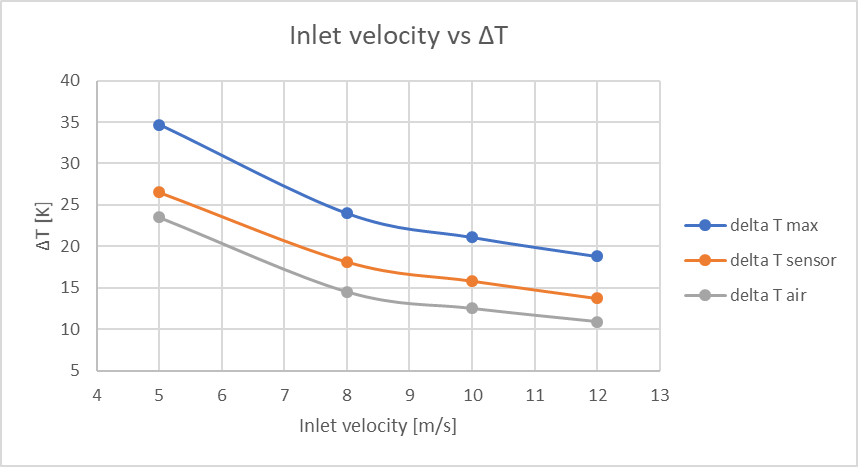 Inlet velocity vs ΔT
40
35
30
25
20
15
10
5
ΔT [K]
4 5 6 7 8 9 10 11 12 13
Inlet velocity [m/s]
delta T max
delta T sensor
delta T air